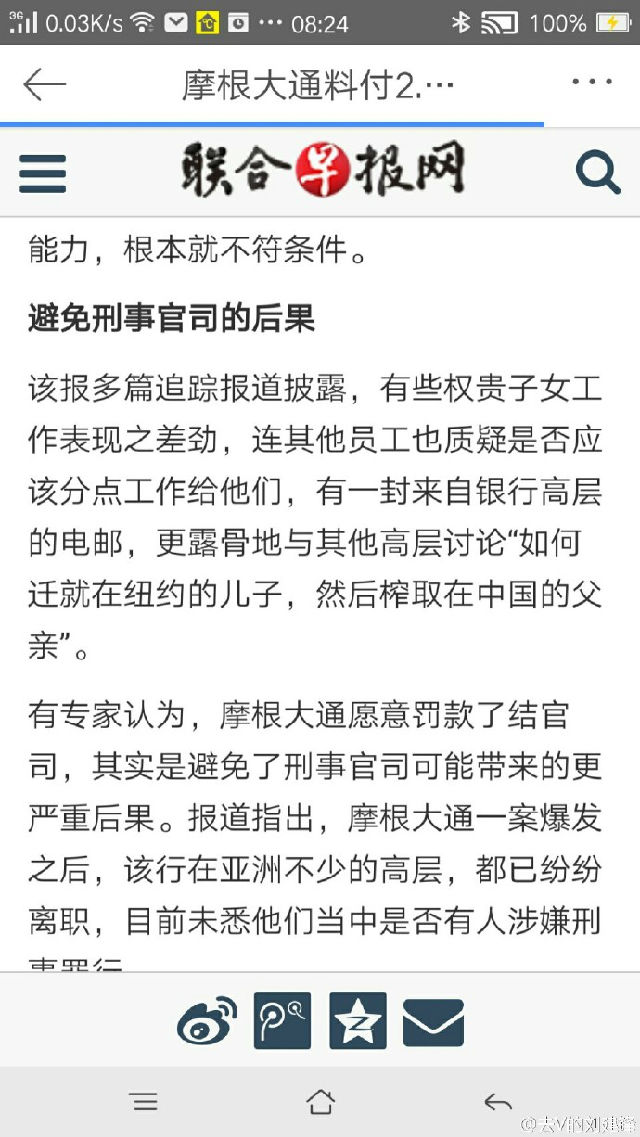 3G 0.03K/s 08:24 100%
摩根大通料付2.…
联合早报网
能力，根本就不符条件。
避免刑事官司的后果
该报多篇追踪报道披露，有些权贵子女工
作表现之差劲，连其他员工也质疑是否应
该分点工作给他们，有一封来自银行高层
的电邮，更露骨地与其他高层讨论“如何
迁就在纽约的儿子，然后榨取在中国的父
亲”。
有专家认为，摩根大通愿意罚款了结官
司，其实是避免了刑事官司可能带来的更
严重后果。报道指出，摩根大通一案爆发
之后，该行在亚洲不少的高层，都已纷纷
离职，目前未悉他们当中是否有人涉嫌刑
事罪行
@去V的刘建锋